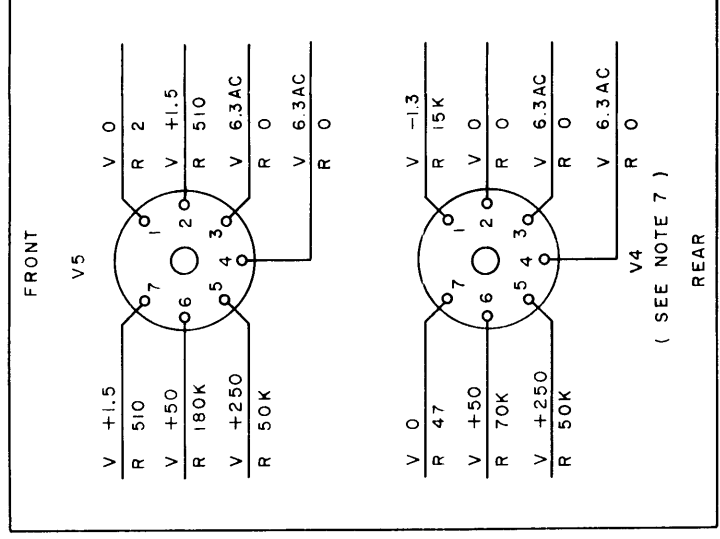 FRONT
V5
V 0
R 2
V +1.5
R 510
V 6.3AC
R 0
V 6.3AC
R 0
1
2
3
4
5
6
7
V +1.5
R 510
V +50
R 180K
V +250
R 50K
V -1.3
R 15K
V 0
R 0
V 6.3AC
R 0
V 6.3AC
R 0
1
2
3
4
5
6
7
V 0
R 47
V +50
R 70K
V +250
R 50K
V4
( SEE NOTE 7 )
REAR